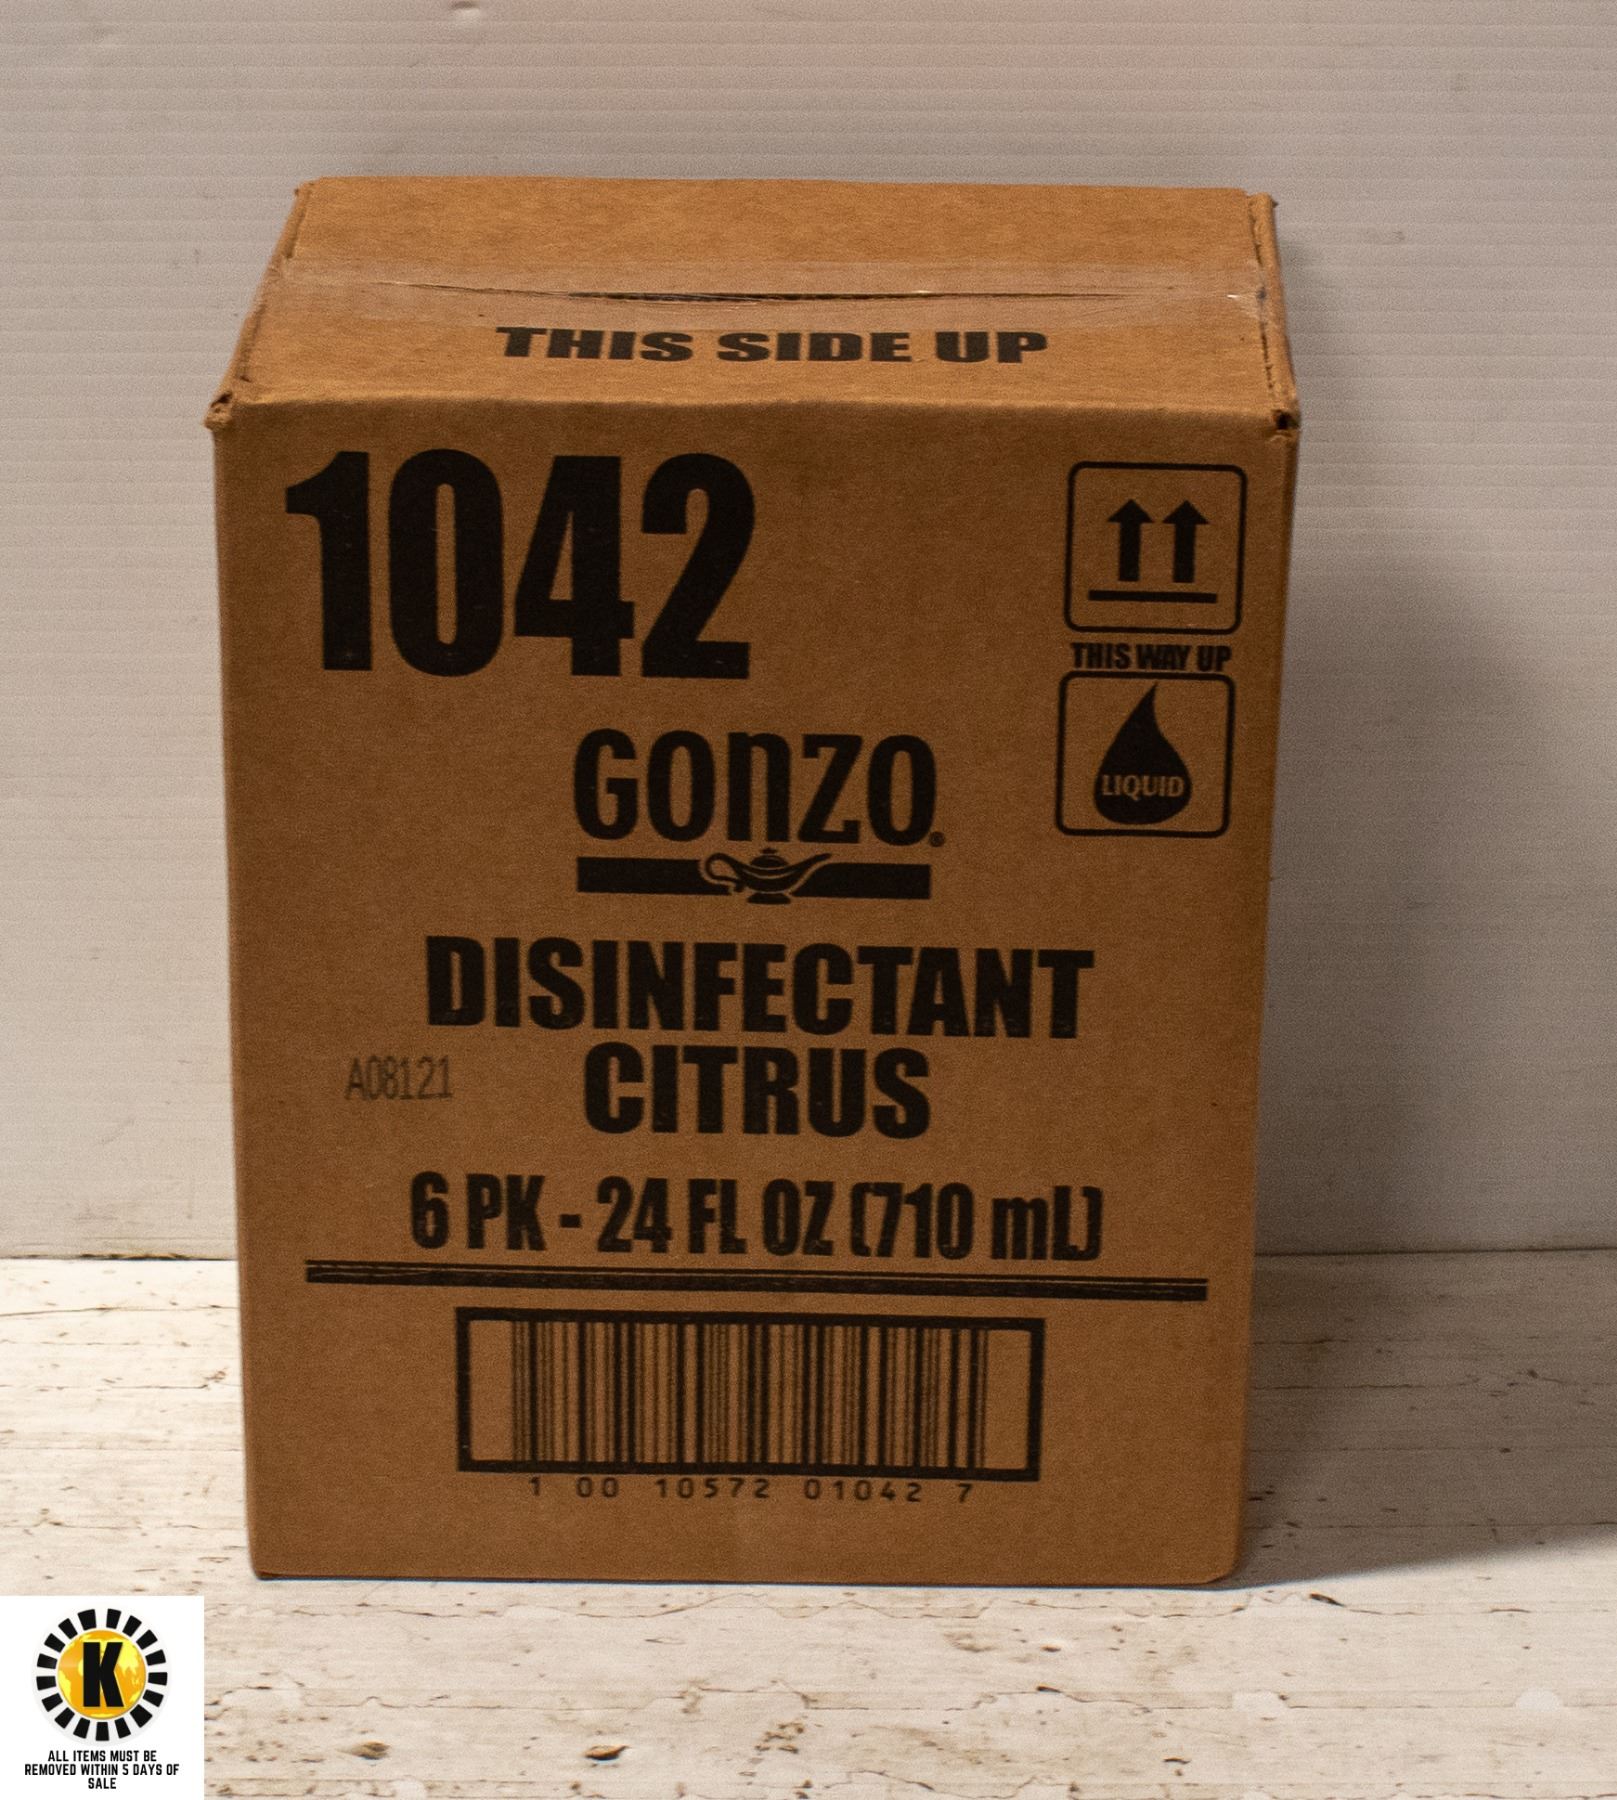 THIS SIDE UP
1042
THIS WAY UP
LIQUID
GONZO®
DISINFECTANT
CITRUS
A08121
6 PK - 24 FL OZ (710 mL)
1 00 10572 01042 7
K
ALL ITEMS MUST BE
REMOVED WITHIN 5 DAYS OF
SALE